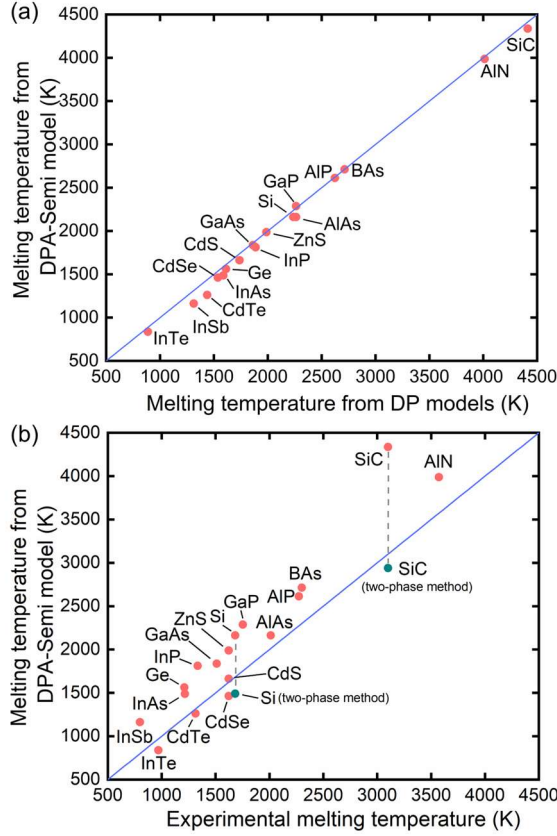 (a)
4500
4000
3500
3000
2500
2000
1500
1000
500
Melting temperature from
DPA-Semi model (K)
SiC
AlN
AlP
BAs
GaP
Si
AlAs
GaAs
ZnS
CdS
InP
CdSe
Ge
InAs
CdTe
InSb
InTe
500 1000 1500 2000 2500 3000 3500 4000 4500
Melting temperature from DP models (K)
(b)
4500
4000
3500
3000
2500
2000
1500
1000
500
Melting temperature from
DPA-Semi model (K)
SiC
AlN
SiC
(two-phase method)
BAs
AlP
GaP
Si
ZnS
AlAs
GaAs
InP
Ge
CdS
InAs
Si (two-phase method)
CdSe
InSb
CdTe
InTe
500 1000 1500 2000 2500 3000 3500 4000 4500
Experimental melting temperature (K)